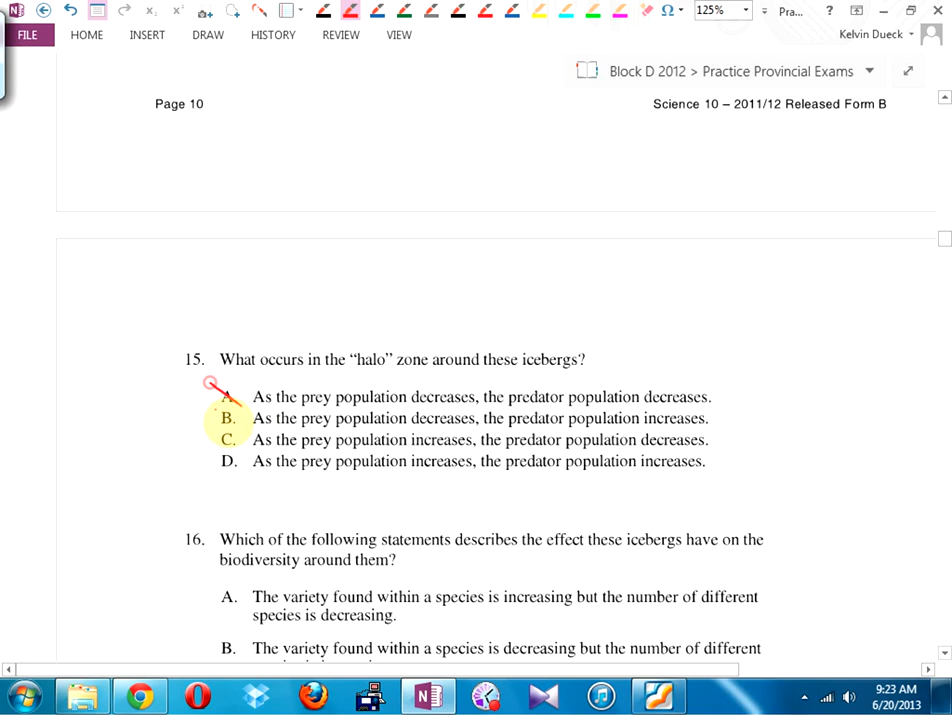 125%
Pra...
?
FILE
HOME
INSERT
DRAW
HISTORY
REVIEW
VIEW
Kelvin Dueck
Block D 2012 > Practice Provincial Exams
Page 10
Science 10 – 2011/12 Released Form B
15. What occurs in the “halo” zone around these icebergs?
A. As the prey population decreases, the predator population decreases.
B. As the prey population decreases, the predator population increases.
C. As the prey population increases, the predator population decreases.
D. As the prey population increases, the predator population increases.
16. Which of the following statements describes the effect these icebergs have on the
biodiversity around them?
A. The variety found within a species is increasing but the number of different
species is decreasing.
B. The variety found within a species is decreasing but the number of different
9:23 AM
6/20/2013